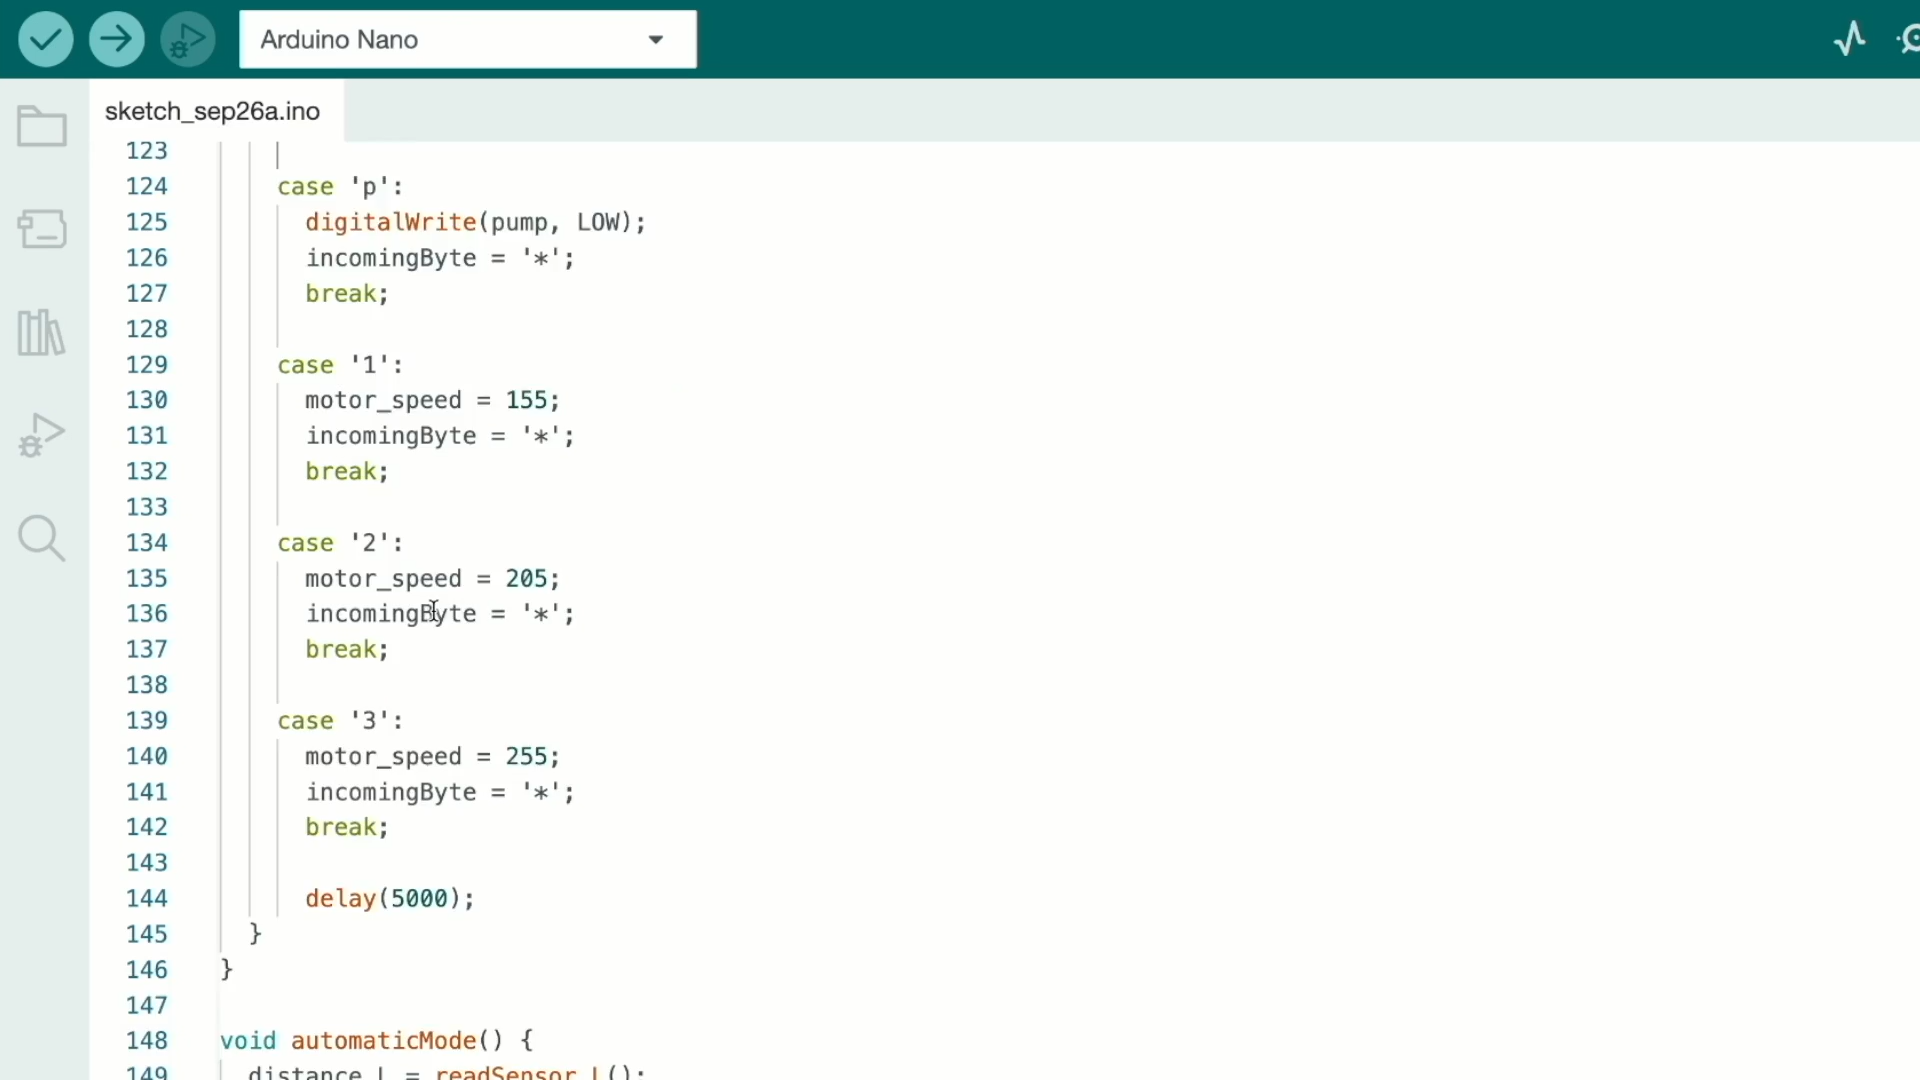 Arduino Nano
sketch_sep26a.ino
123
124 case 'p':
125 digitalWrite(pump, LOW);
126 incomingByte = '*';
127 break;
128
129 case '1':
130 motor_speed = 155;
131 incomingByte = '*';
132 break;
133
134 case '2':
135 motor_speed = 205;
136 incomingByte = '*';
137 break;
138
139 case '3':
140 motor_speed = 255;
141 incomingByte = '*';
142 break;
143
144 delay(5000);
145 }
146 }
147
148 void automaticMode() {
149 distance_L = readSensor_L();